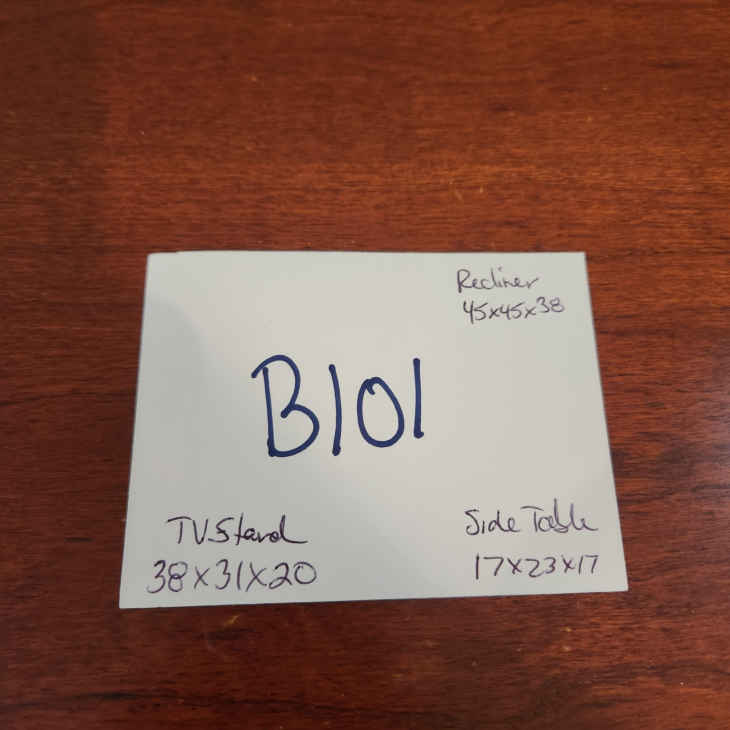 Recliner
45x45x38
B101
TV Stand
38x31x20
Side Table
17x23x17